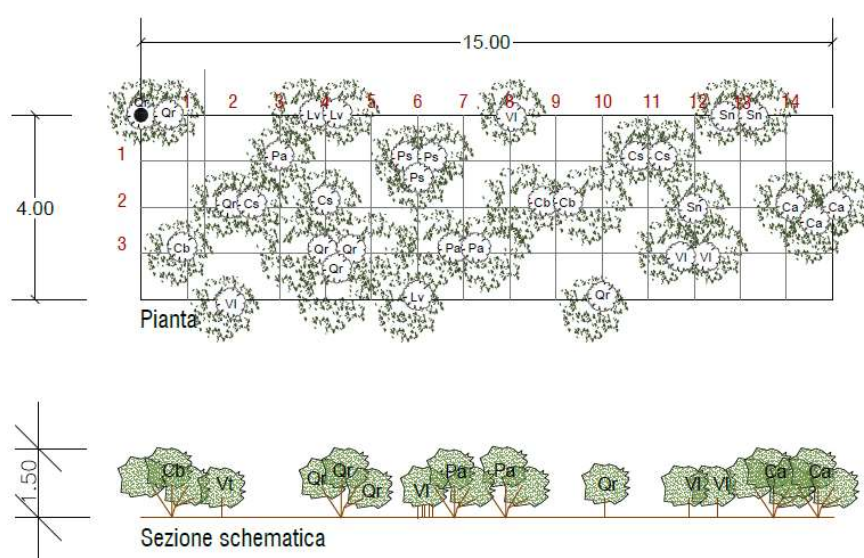 15.00
Qr
1 2 3 4 5 6 7 8 9 10 11 12 13 14
Qr Lv Lv Vl Sn Sn
4.00
1
Pa Ps Ps Cs Cs
Ps
2
Qr Cs Cs Cb Cb Sn Ca Ca
Ca
3
Cb Qr Qr Pa Pa
Qr Vl Vl
Vl Lv Qr
Pianta
1.50
Cb Vt Qr Qr Qr Vl Pa Pa Qr Vl Vl Ca Ca
Sezione schematica